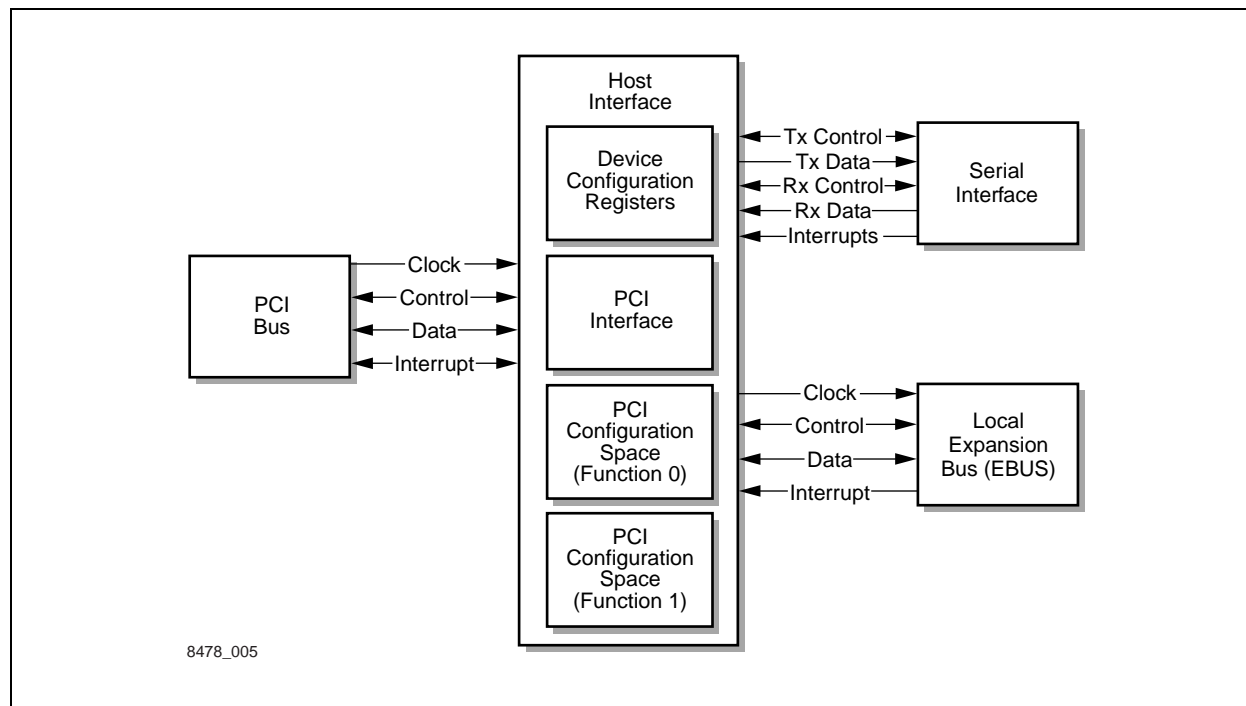 Host
Interface
Device
Configuration
Registers
PCI
Interface
PCI
Configuration
Space
(Function 0)
PCI
Configuration
Space
(Function 1)
PCI
Bus
Clock
Control
Data
Interrupt
Tx Control
Tx Data
Rx Control
Rx Data
Interrupts
Serial
Interface
Clock
Control
Data
Interrupt
Local
Expansion
Bus (EBUS)
8478_005